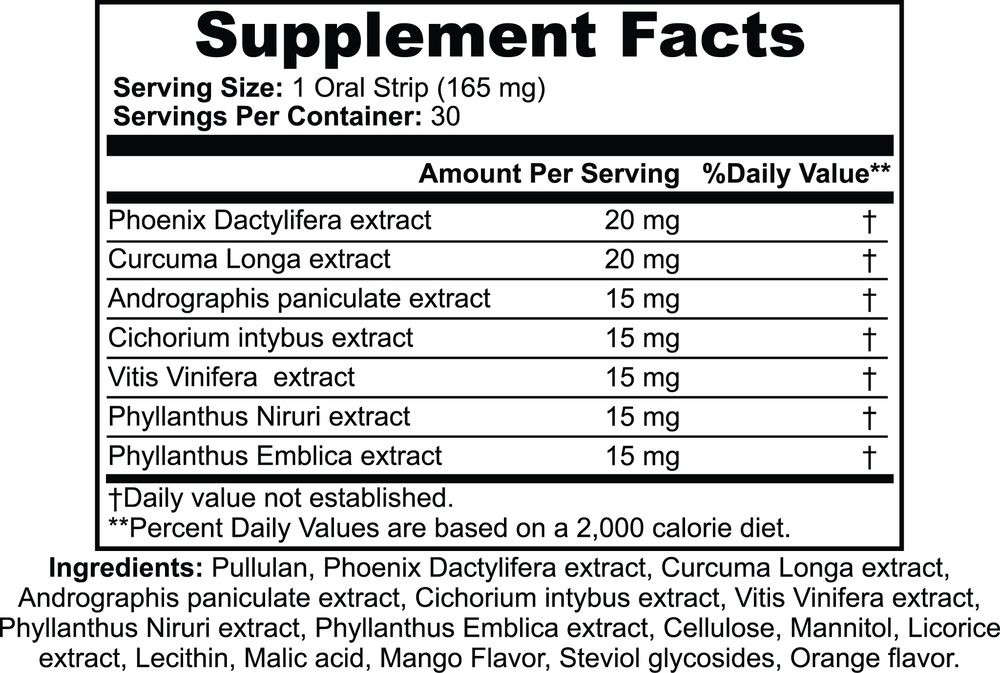 Supplement Facts
Serving Size: 1 Oral Strip (165 mg)
Servings Per Container: 30
Amount Per Serving %Daily Value**
Phoenix Dactylifera extract 20 mg †
Curcuma Longa extract 20 mg †
Andrographis paniculate extract 15 mg †
Cichorium intybus extract 15 mg †
Vitis Vinifera extract 15 mg †
Phyllanthus Niruri extract 15 mg †
Phyllanthus Emblica extract 15 mg †
†Daily value not established.
**Percent Daily Values are based on a 2,000 calorie diet.
Ingredients: Pullulan, Phoenix Dactylifera extract, Curcuma Longa extract,
Andrographis paniculate extract, Cichorium intybus extract, Vitis Vinifera extract,
Phyllanthus Niruri extract, Phyllanthus Emblica extract, Cellulose, Mannitol, Licorice
extract, Lecithin, Malic acid, Mango Flavor, Steviol glycosides, Orange flavor.